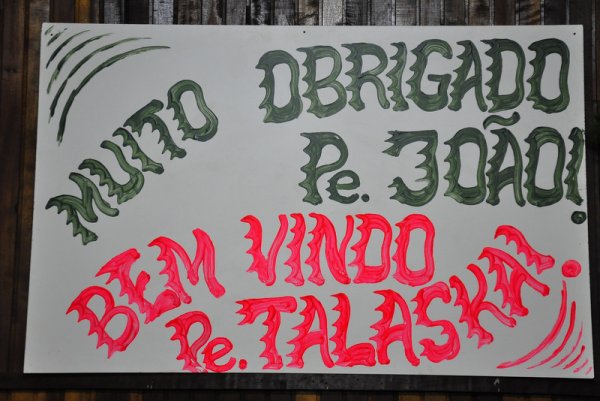 MUITO OBRIGADO
Pe. JOÃO!
BEM VINDO
Pe. TALASKA!